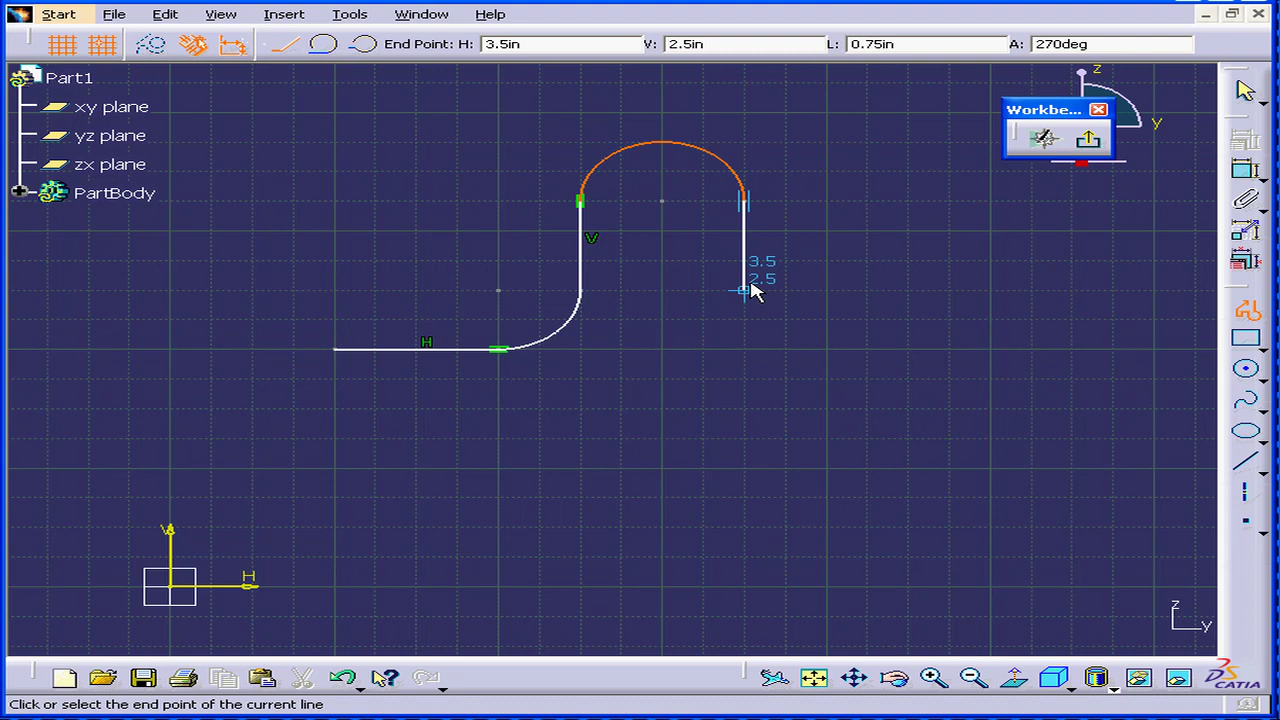 Start File Edit View Insert Tools Window Help
End Point: H: 3.5in V: 2.5in L: 0.75in A: 270deg
Part1
xy plane
yz plane
zx plane
PartBody
z
y
Workbe...
V
3.5
2.5
H
V
H
z
y
CATIA
Click or select the end point of the current line